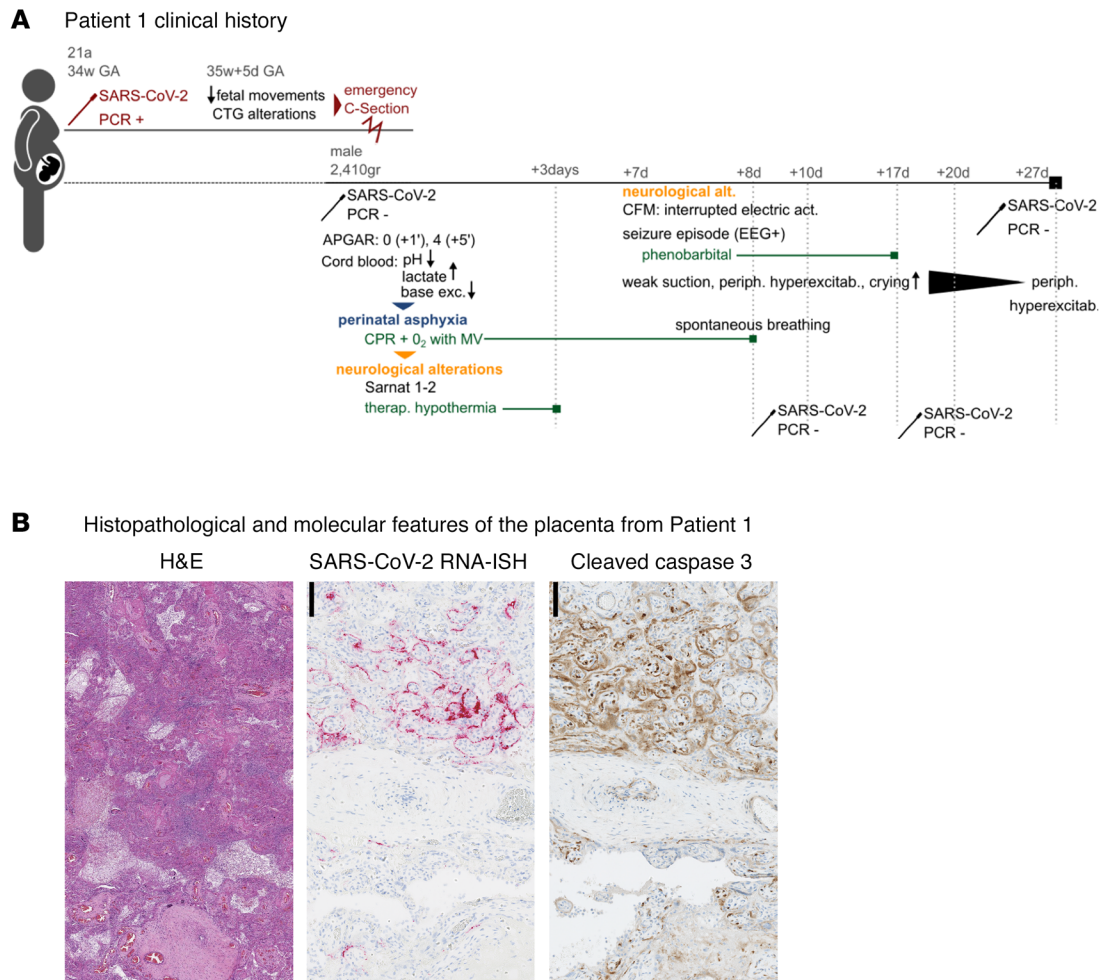 A Patient 1 clinical history
21a
34w GA
SARS-CoV-2
PCR +
35w+5d GA
↓fetal movements
CTG alterations
emergency
C-Section
male
2,410gr
+3days
+7d
+8d
+10d
+17d
+20d
+27d
SARS-CoV-2
PCR -
APGAR: 0 (+1'), 4 (+5')
Cord blood: pH↓
lactate↑
base exc.↓
perinatal asphyxia
CPR + 0₂ with MV
neurological alterations
Sarnat 1-2
therap. hypothermia
neurological alt.
CFM: interrupted electric act.
seizure episode (EEG+)
phenobarbital
weak suction, periph. hyperexcitab., crying↑
periph.
hyperexcitab.
spontaneous breathing
SARS-CoV-2
PCR -
SARS-CoV-2
PCR -
SARS-CoV-2
PCR -
B Histopathological and molecular features of the placenta from Patient 1
H&E
SARS-CoV-2 RNA-ISH
Cleaved caspase 3